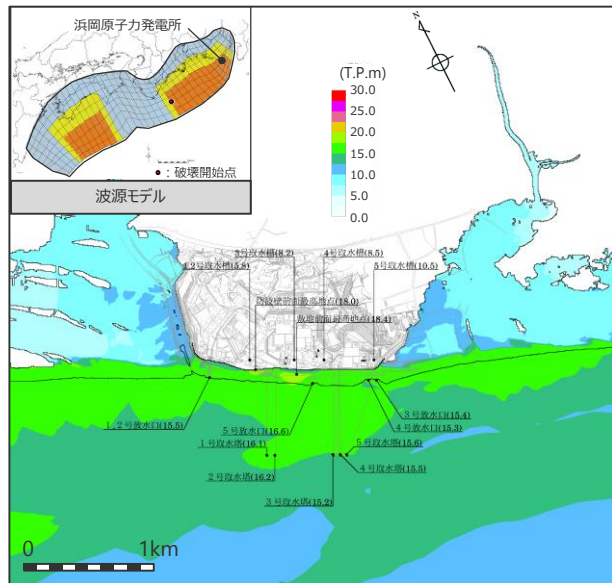 浜岡原子力発電所
●:破壊開始点
波源モデル
(T.P.m)
30.0
25.0
20.0
15.0
10.0
5.0
0.0
N
3号取水槽(8.2)
4号取水槽(8.5)
1,2号取水槽(5.8)
5号取水槽(10.5)
防波壁前面最高地点(18.0)
敷地前面最高地点(18.4)
1,2号放水口(15.5)
5号放水口(16.6)
3号放水口(15.4)
4号放水口(15.3)
1号取水塔(16.1)
5号取水塔(15.6)
2号取水塔(16.2)
4号取水塔(15.5)
3号取水塔(15.2)
0 1km